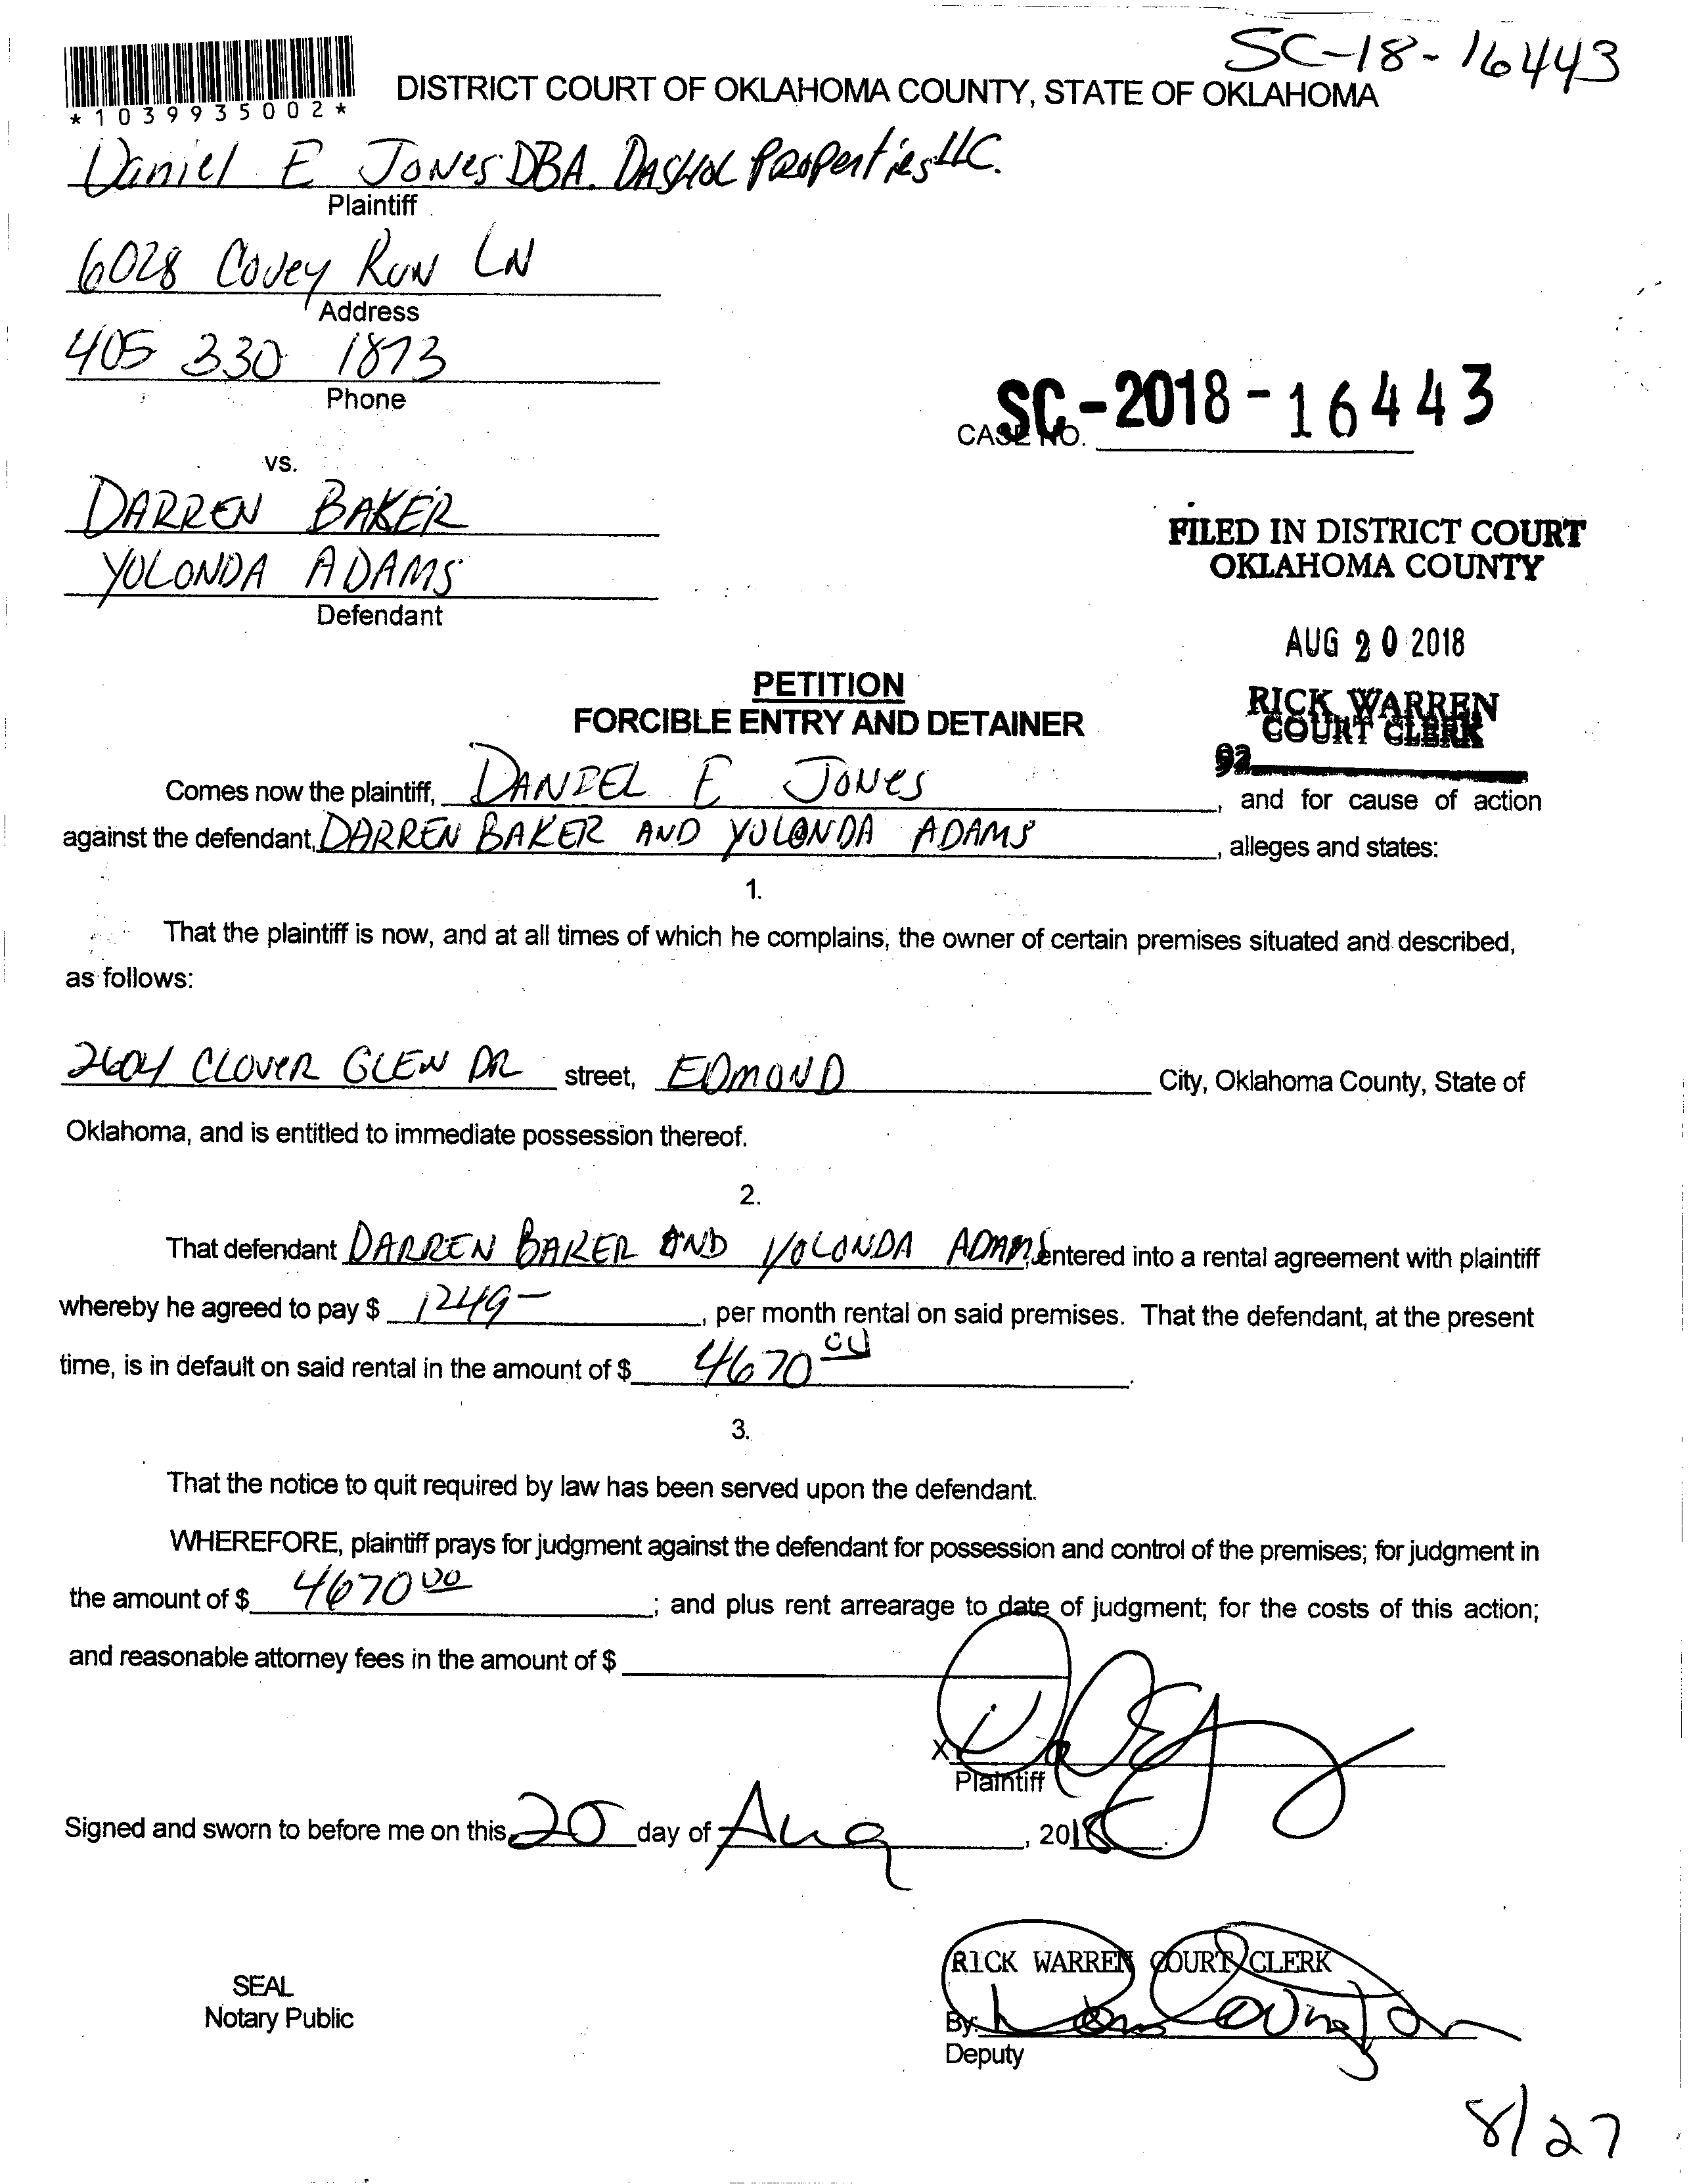 SC-18-16443
*1039935002*
DISTRICT COURT OF OKLAHOMA COUNTY, STATE OF OKLAHOMA
Daniel E Jones DBA. DASHOL PROPERTIES LLC.
Plaintiff
6028 Covey Run LN
Address
405 330 1873
Phone
SC-2018-16443
CASE NO.
vs.
DARREN BAKER
YOLONDA ADAMS
Defendant
FILED IN DISTRICT COURT
OKLAHOMA COUNTY
AUG 20 2018
RICK WARREN
COURT CLERK
92
PETITION
FORCIBLE ENTRY AND DETAINER
Comes now the plaintiff, DANIEL E JONES, and for cause of action
against the defendant, DARREN BAKER AND YOLONDA ADAMS, alleges and states:
1.
That the plaintiff is now, and at all times of which he complains, the owner of certain premises situated and described,
as follows:
2604 CLOVER GLEN DR street, EDMOND City, Oklahoma County, State of
Oklahoma, and is entitled to immediate possession thereof.
2.
That defendant DARREN BAKER AND YOLONDA ADAMS, entered into a rental agreement with plaintiff
whereby he agreed to pay $ 1249-, per month rental on said premises. That the defendant, at the present
time, is in default on said rental in the amount of $ 4670 00.
3.
That the notice to quit required by law has been served upon the defendant.
WHEREFORE, plaintiff prays for judgment against the defendant for possession and control of the premises; for judgment in
the amount of $ 4670 00; and plus rent arrearage to date of judgment; for the costs of this action;
and reasonable attorney fees in the amount of $
X
Plaintiff
Signed and sworn to before me on this 20 day of Aug, 2018.
RICK WARREN COURT CLERK
SEAL
Notary Public
By:
Deputy
8/27